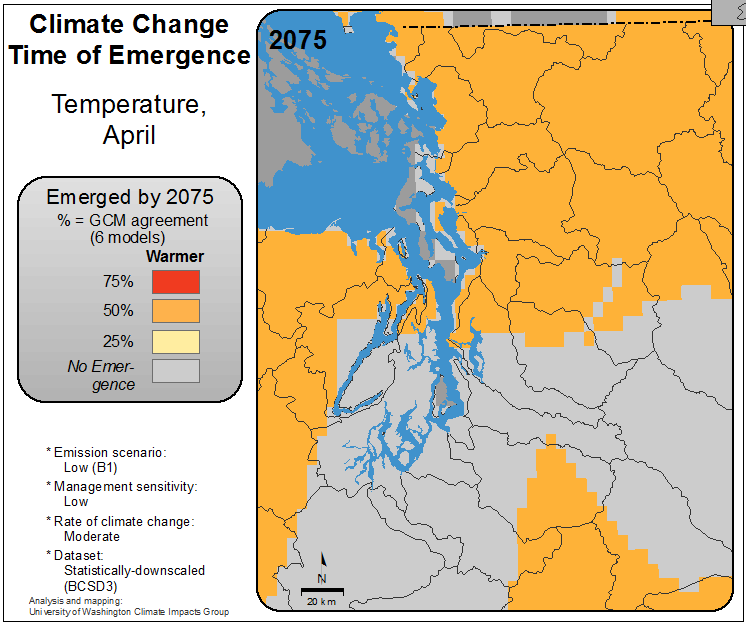 Climate Change
Time of Emergence
Temperature,
April
Emerged by 2075
% = GCM agreement
(6 models)
Warmer
75%
50%
25%
No Emer-
gence
* Emission scenario:
Low (B1)
* Management sensitivity:
Low
* Rate of climate change:
Moderate
* Dataset:
Statistically-downscaled
(BCSD3)
Analysis and mapping:
University of Washington Climate Impacts Group
2075
N
20 km